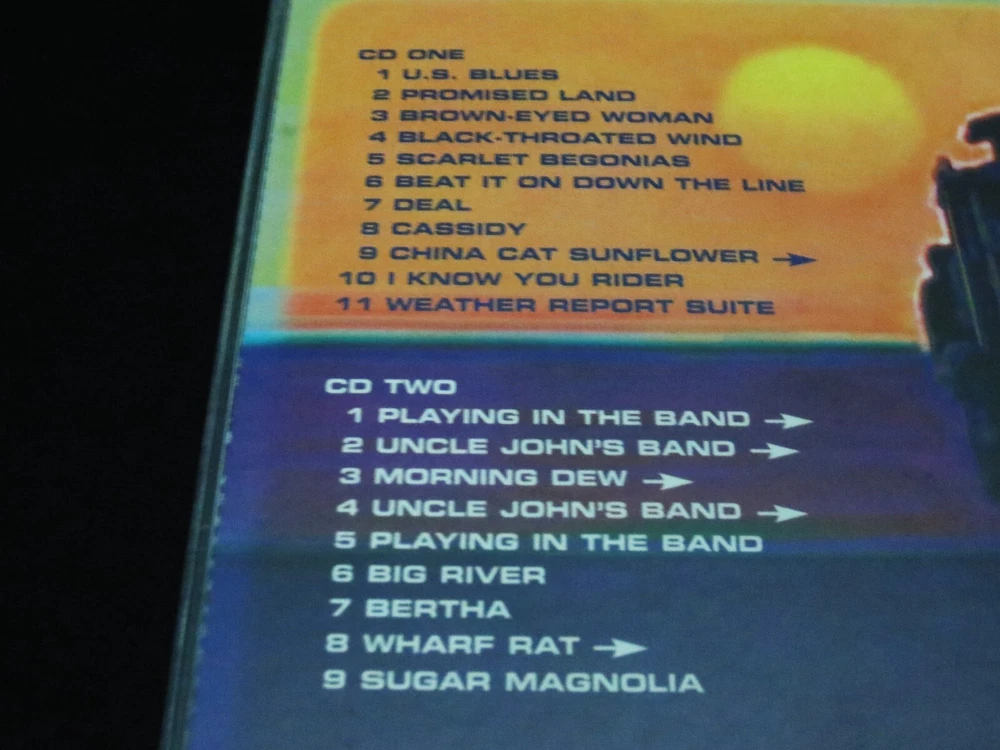 CD ONE
1 U.S. BLUES
2 PROMISED LAND
3 BROWN-EYED WOMAN
4 BLACK-THROATED WIND
5 SCARLET BEGONIAS
6 BEAT IT ON DOWN THE LINE
7 DEAL
8 CASSIDY
9 CHINA CAT SUNFLOWER →
10 I KNOW YOU RIDER
11 WEATHER REPORT SUITE
CD TWO
1 PLAYING IN THE BAND →
2 UNCLE JOHN'S BAND →
3 MORNING DEW →
4 UNCLE JOHN'S BAND →
5 PLAYING IN THE BAND
6 BIG RIVER
7 BERTHA
8 WHARF RAT →
9 SUGAR MAGNOLIA